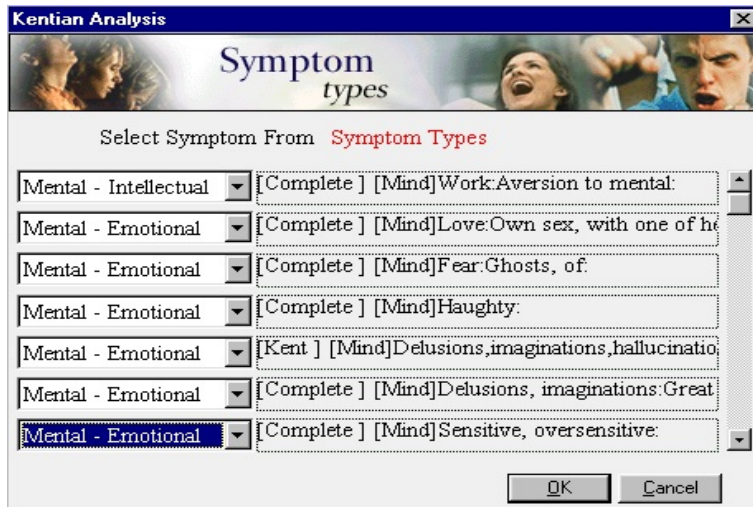 Kentian Analysis
Symptom
types
Select Symptom From Symptom Types
Mental - Intellectual [Complete ] [Mind]Work:Aversion to mental:
Mental - Emotional [Complete ] [Mind]Love:Own sex, with one of
Mental - Emotional [Complete ] [Mind]Fear:Ghosts, of:
Mental - Emotional [Complete ] [Mind]Haughty:
Mental - Emotional [Kent ] [Mind]Delusions,imaginations,hallucinatio
Mental - Emotional [Complete ] [Mind]Delusions, imaginations:Great
Mental - Emotional [Complete ] [Mind]Sensitive, oversensitive:
OK Cancel